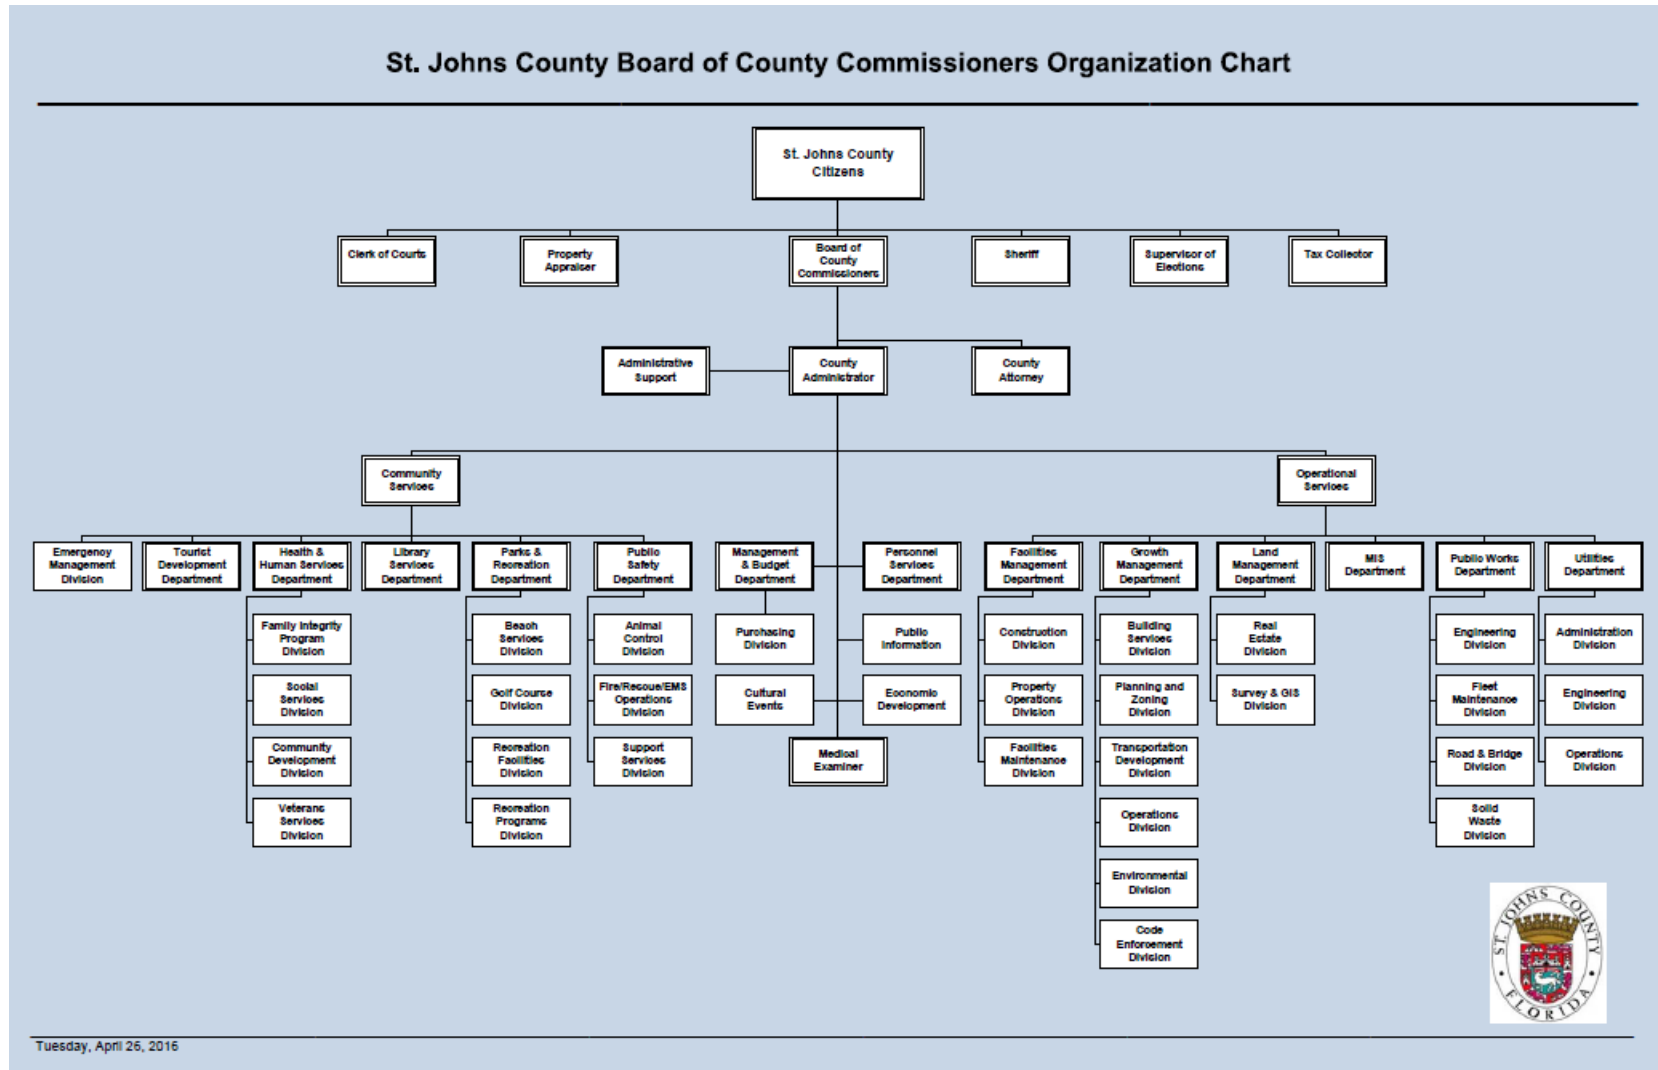 St. Johns County Board of County Commissioners Organization Chart
St. Johns County
Citizens
Clerk of Courts
Property
Appraiser
Board of
County
Commissioners
Sheriff
Supervisor of
Elections
Tax Collector
Administrative
Support
County
Administrator
County
Attorney
Community
Services
Operational
Services
Emergency
Management
Division
Tourist
Development
Department
Health &
Human Services
Department
Library
Services
Department
Parks &
Recreation
Department
Public
Safety
Department
Management
& Budget
Department
Personnel
Services
Department
Facilities
Management
Department
Growth
Management
Department
Land
Management
Department
MIS
Department
Public Works
Department
Utilities
Department
Family Integrity
Program
Division
Beach
Services
Division
Animal
Control
Division
Purchasing
Division
Public
Information
Construction
Division
Building
Services
Division
Real
Estate
Division
Engineering
Division
Administration
Division
Social
Services
Division
Golf Course
Division
Fire/Rescue/EMS
Operations
Division
Cultural
Events
Economic
Development
Property
Operations
Division
Planning and
Zoning
Division
Survey & GIS
Division
Fleet
Maintenance
Division
Engineering
Division
Community
Development
Division
Recreation
Facilities
Division
Support
Services
Division
Medical
Examiner
Facilities
Maintenance
Division
Transportation
Development
Division
Road & Bridge
Division
Operations
Division
Veterans
Services
Division
Recreation
Programs
Division
Operations
Division
Solid
Waste
Division
Environmental
Division
Code
Enforcement
Division
ST. JOHNS COUNTY
FLORIDA
Tuesday, April 26, 2016